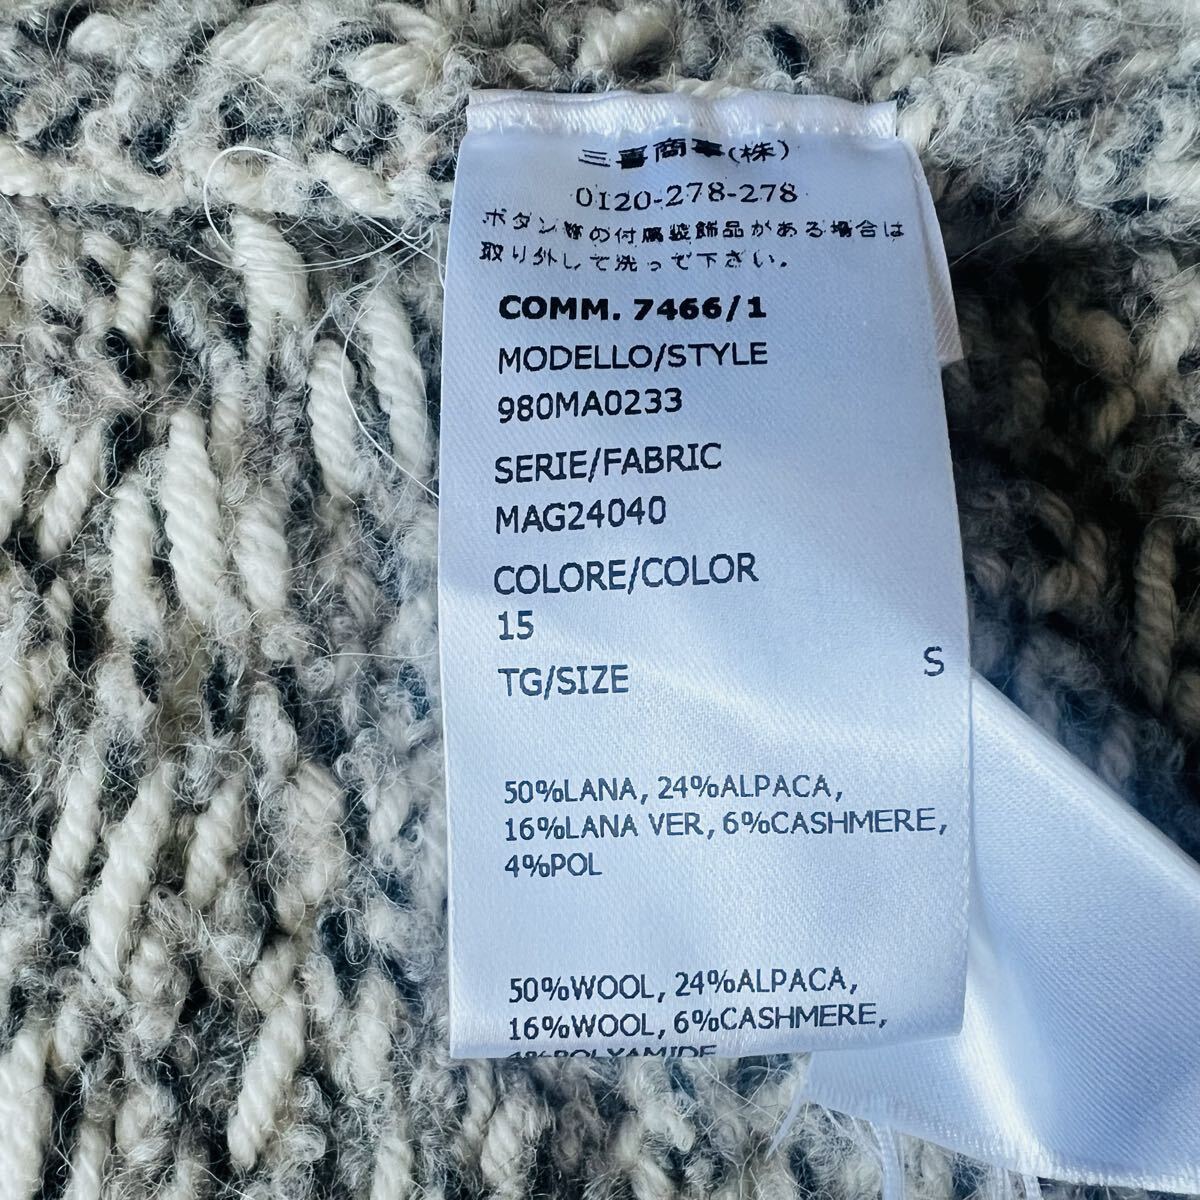 三喜商事(株)
0120-278-278
ボタン等の付属装飾品がある場合は
取り外して洗って下さい。
COMM. 7466/1
MODELLO/STYLE
980MA0233
SERIE/FABRIC
MAG24040
COLORE/COLOR
15
TG/SIZE S
50%LANA, 24%ALPACA,
16%LANA VER, 6%CASHMERE,
4%POL
50%WOOL, 24%ALPACA,
16%WOOL, 6%CASHMERE,
4%POLYAMIDE